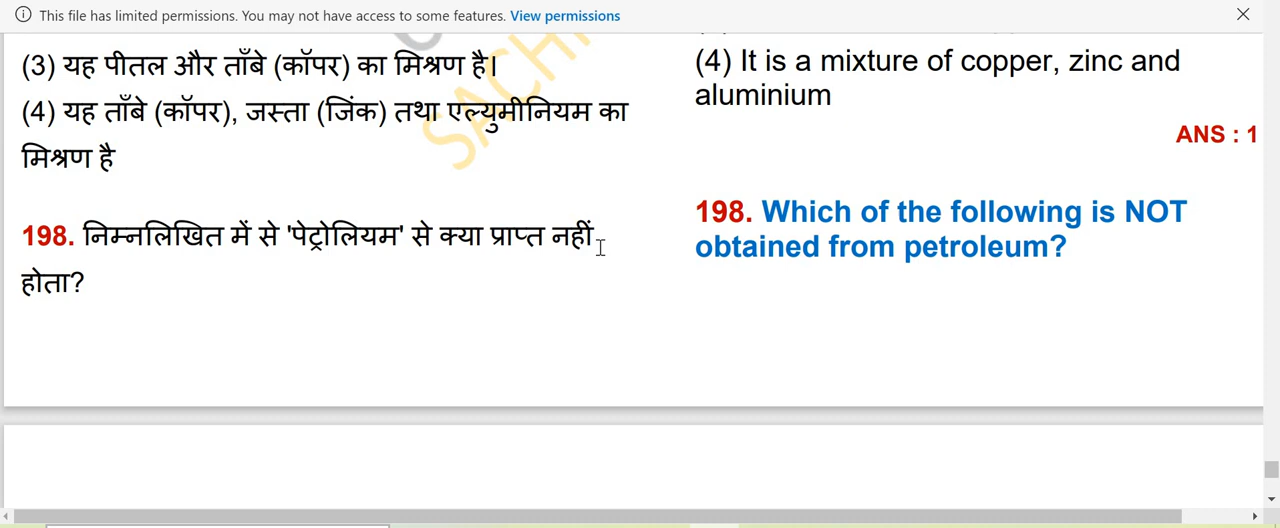 This file has limited permissions. You may not have access to some features. View permissions
(3) यह पीतल और ताँबे (कॉपर) का मिश्रण है।
(4) यह ताँबे (कॉपर), जस्ता (जिंक) तथा एल्युमीनियम का
मिश्रण है
198. निम्नलिखित में से 'पेट्रोलियम' से क्या प्राप्त नहीं
होता?
(4) It is a mixture of copper, zinc and
aluminium
ANS : 1
198. Which of the following is NOT
obtained from petroleum?
SACHI